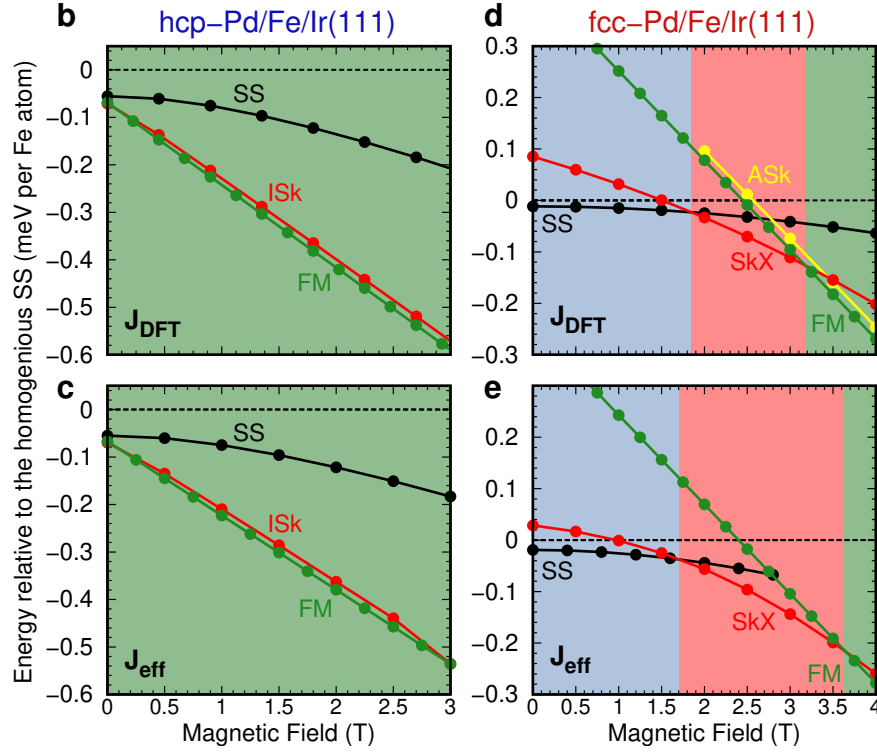 b hcp-Pd/Fe/Ir(111)
d fcc-Pd/Fe/Ir(111)
Energy relative to the homogenious SS (meV per Fe atom)
0
-0.1
-0.2
-0.3
-0.4
-0.5
-0.6
SS
ISk
FM
J_DFT
0.3
0.2
0.1
0
-0.1
-0.2
-0.3
ASk
SS
SkX
FM
J_DFT
c
0
-0.1
-0.2
-0.3
-0.4
-0.5
-0.6
SS
ISk
FM
J_eff
0 0.5 1 1.5 2 2.5 3
Magnetic Field (T)
e
0.2
0.1
0
-0.1
-0.2
-0.3
SS
SkX
FM
J_eff
0 0.5 1 1.5 2 2.5 3 3.5 4
Magnetic Field (T)